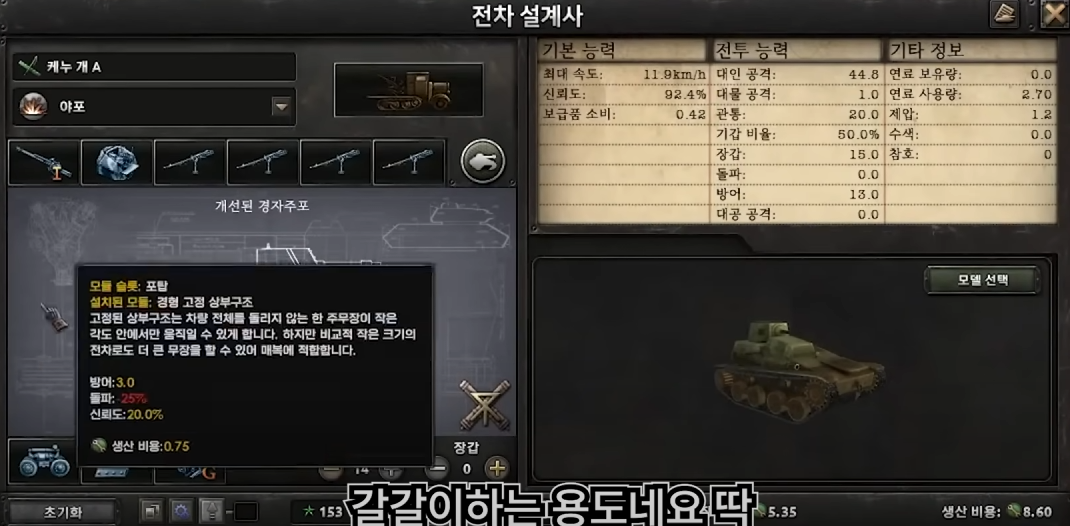 전차 설계사
케누 개 A
야포
개선된 경자주포
모듈 슬롯: 포탑
설치된 모듈: 경형 고정 상부구조
고정된 상부구조는 차량 전체를 돌리지 않는 한 주무장이 작은
각도 안에서만 움직일 수 있게 합니다. 하지만 비교적 작은 크기의
전차로도 더 큰 무장을 할 수 있어 매복에 적합합니다.
방어:3.0
돌파:-25%
신뢰도:20.0%
생산 비용:0.75
14
장갑
0
초기화
153
기본 능력
최대 속도: 11.9km/h
신뢰도: 92.4%
보급품 소비: 0.42
전투 능력
대인 공격: 44.8
대물 공격: 1.0
관통: 20.0
기갑 비율: 50.0%
장갑: 15.0
돌파: 0.0
방어: 13.0
대공 공격: 0.0
기타 정보
연료 보유량: 0.0
연료 사용량: 2.70
제압: 1.2
수색: 0.0
참호: 0
모델 선택
5.35
생산 비용: 8.60
갈갈이하는 용도네요 딱